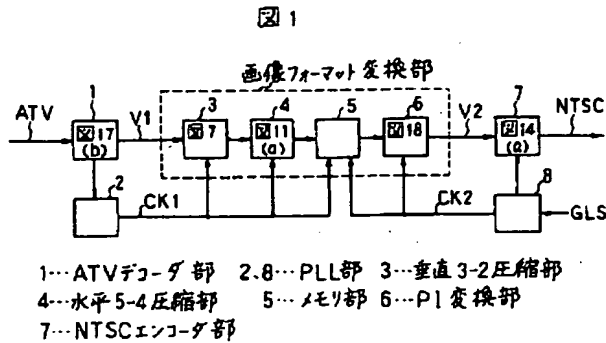 図1
画像フォーマット変換部
1 3 4 5 6 7
ATV V1 V2 NTSC
図17 (b)
図7
図11 (a)
図18
図14 (a)
2 CK1 CK2 8
GLS
1…ATVデコーダ部 2、8…PLL部 3…垂直3-2圧縮部
4…水平5-4圧縮部 5…メモリ部 6…PI変換部
7…NTSCエンコーダ部